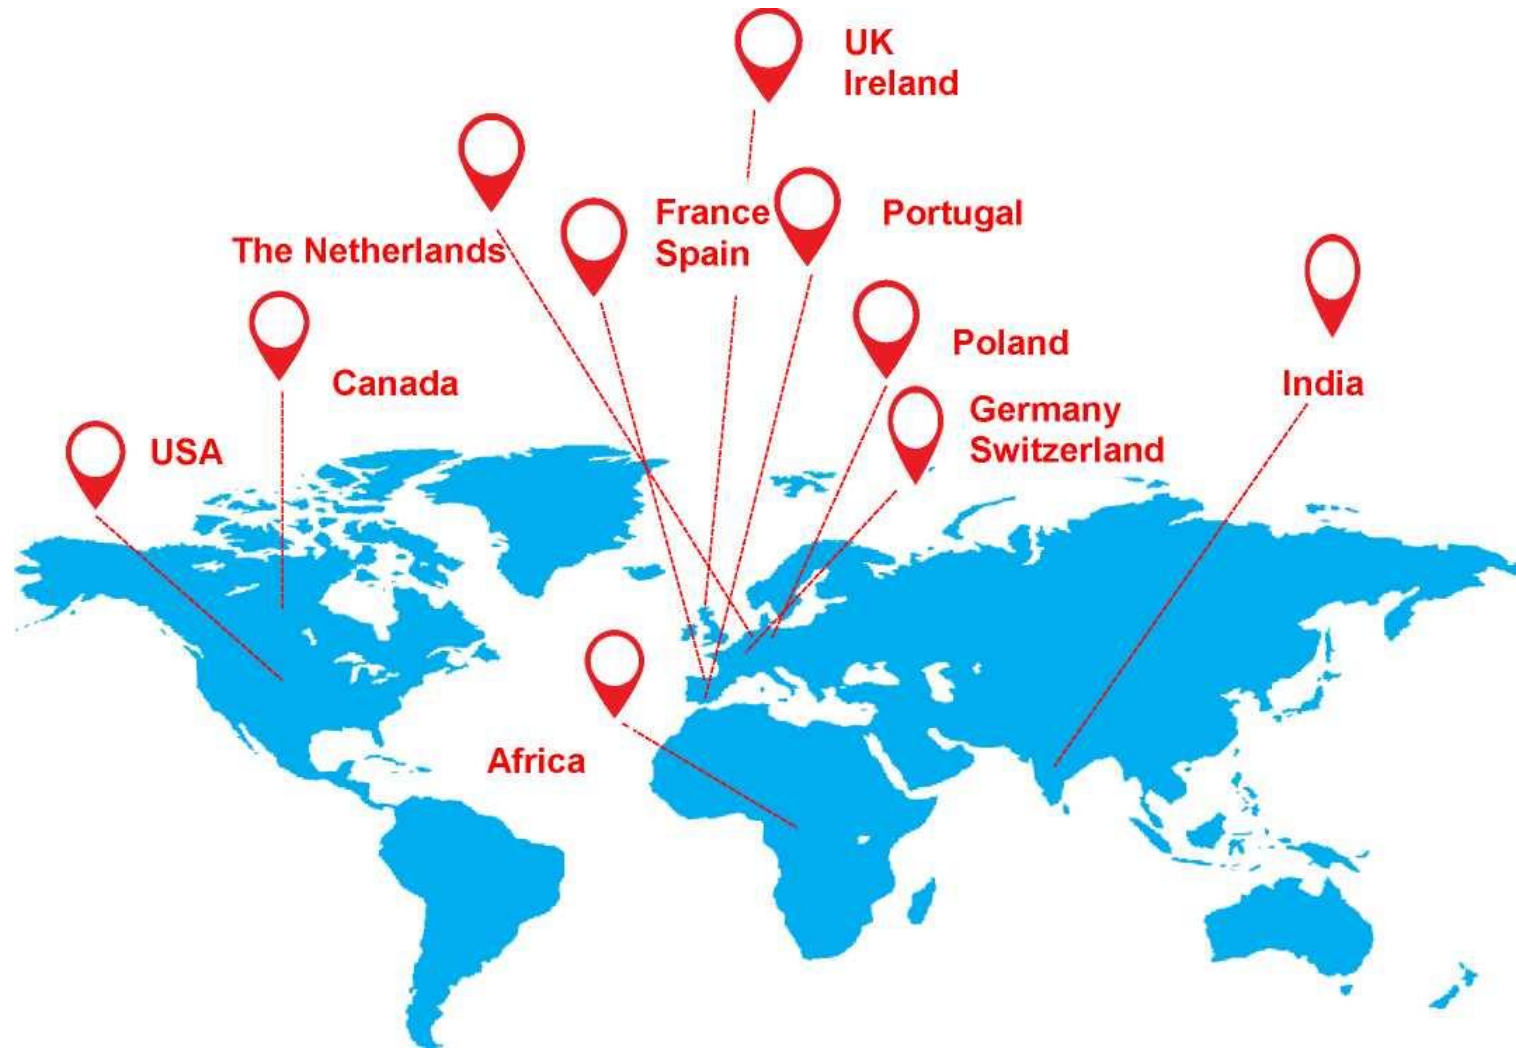 UK
Ireland
France
Spain
Portugal
The Netherlands
Poland
Canada
India
Germany
Switzerland
USA
Africa